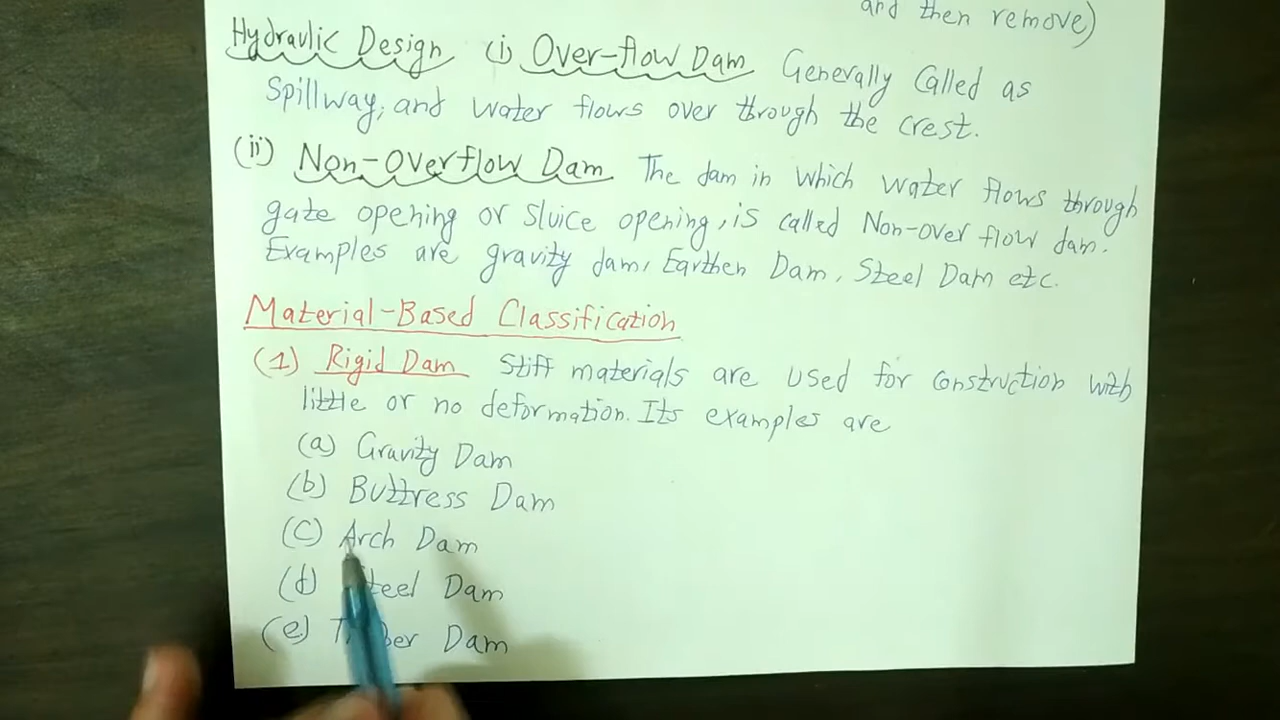 and then remove)
Hydraulic Design (i) Over-flow Dam Generally Called as
Spillway, and water flows over through the crest.
(ii) Non-Overflow Dam The dam in which water flows through
gate opening or sluice opening, is called Non-over flow dam.
Examples are gravity dam, Earthen Dam, Steel Dam etc.
Material-Based Classification
(1) Rigid Dam Stiff materials are used for construction with
little or no deformation. Its examples are
(a) Gravity Dam
(b) Buttress Dam
(C) Arch Dam
(d) Steel Dam
(e) Dam